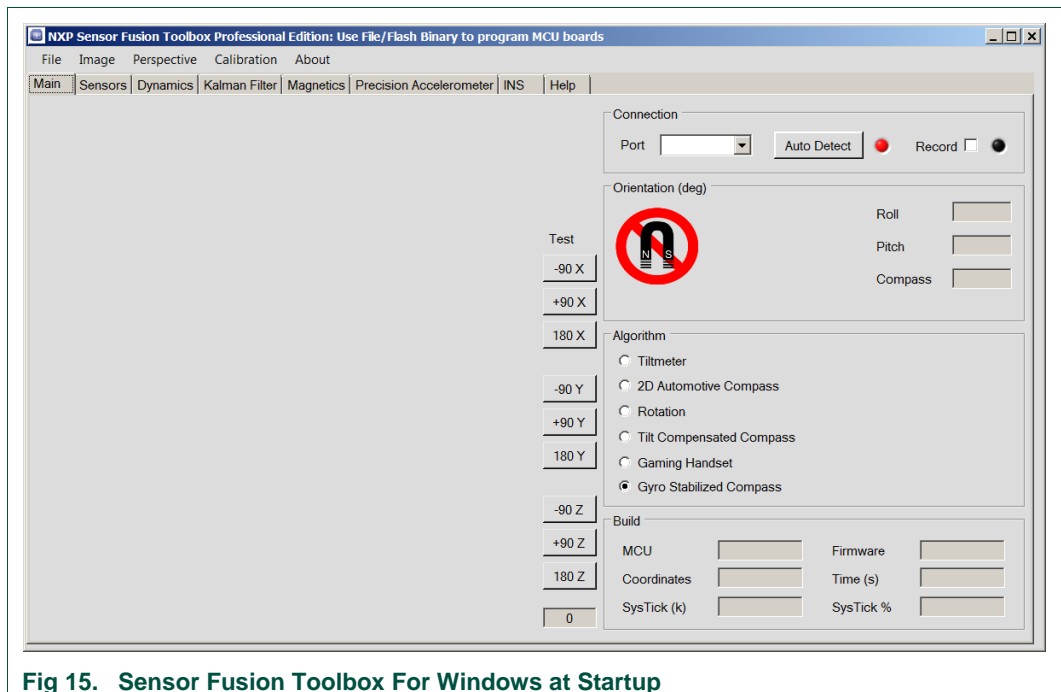 NXP Sensor Fusion Toolbox Professional Edition: Use File/Flash Binary to program MCU boards
File Image Perspective Calibration About
Main Sensors Dynamics Kalman Filter Magnetics Precision Accelerometer INS Help
Connection
Port Auto Detect Record
Orientation (deg)
N S
Roll
Pitch
Compass
Test
-90 X
+90 X
180 X
-90 Y
+90 Y
180 Y
-90 Z
+90 Z
180 Z
0
Algorithm
Tiltmeter
2D Automotive Compass
Rotation
Tilt Compensated Compass
Gaming Handset
Gyro Stabilized Compass
Build
MCU Firmware
Coordinates Time (s)
SysTick (k) SysTick %
Fig 15. Sensor Fusion Toolbox For Windows at Startup